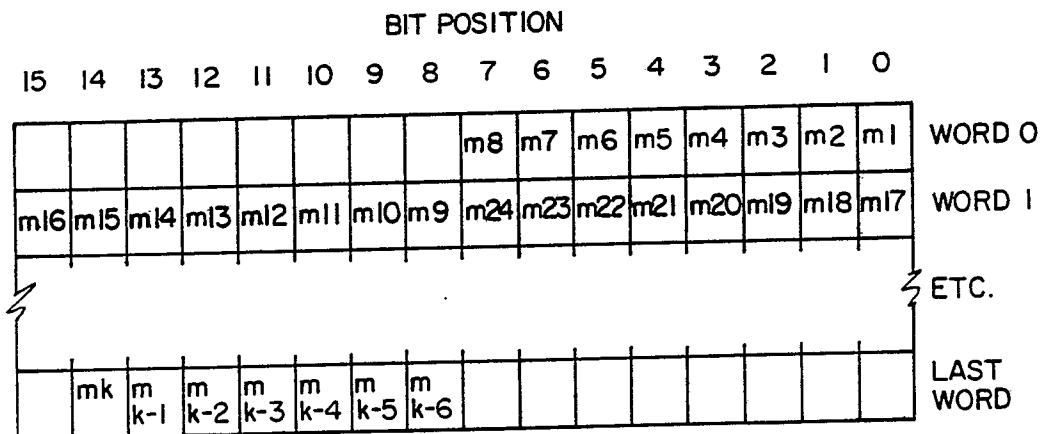 BIT POSITION
15 14 13 12 11 10 9 8 7 6 5 4 3 2 1 0
m8 m7 m6 m5 m4 m3 m2 m1 WORD 0
m16 m15 m14 m13 m12 m11 m10 m9 m24 m23 m22 m21 m20 m19 m18 m17 WORD 1
ETC.
mk m k-1 m k-2 m k-3 m k-4 m k-5 m k-6 LAST WORD